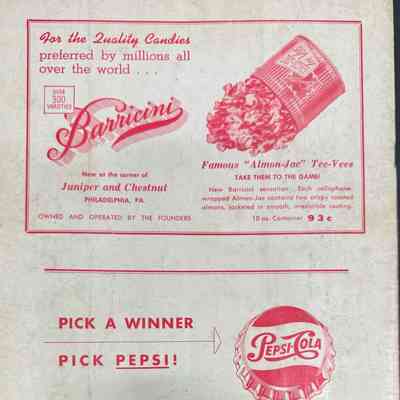 For the Quality Candies
preferred by millions all
over the world . . .
OVER
300
VARIETIES
Barricini
Now at the corner of
Juniper and Chestnut
PHILADELPHIA, PA.
OWNED AND OPERATED BY THE FOUNDERS
Famous "Almon-Jac" Tee-Vees
TAKE THEM TO THE GAME!
New Barricini sensation. Each cellophane-
wrapped Almon-Jac contains two crispy roasted
almonds, jacketed in smooth, irresistible coating.
10 oz. Container 93c
PICK A WINNER
PICK PEPSI!
PEPSI-COLA